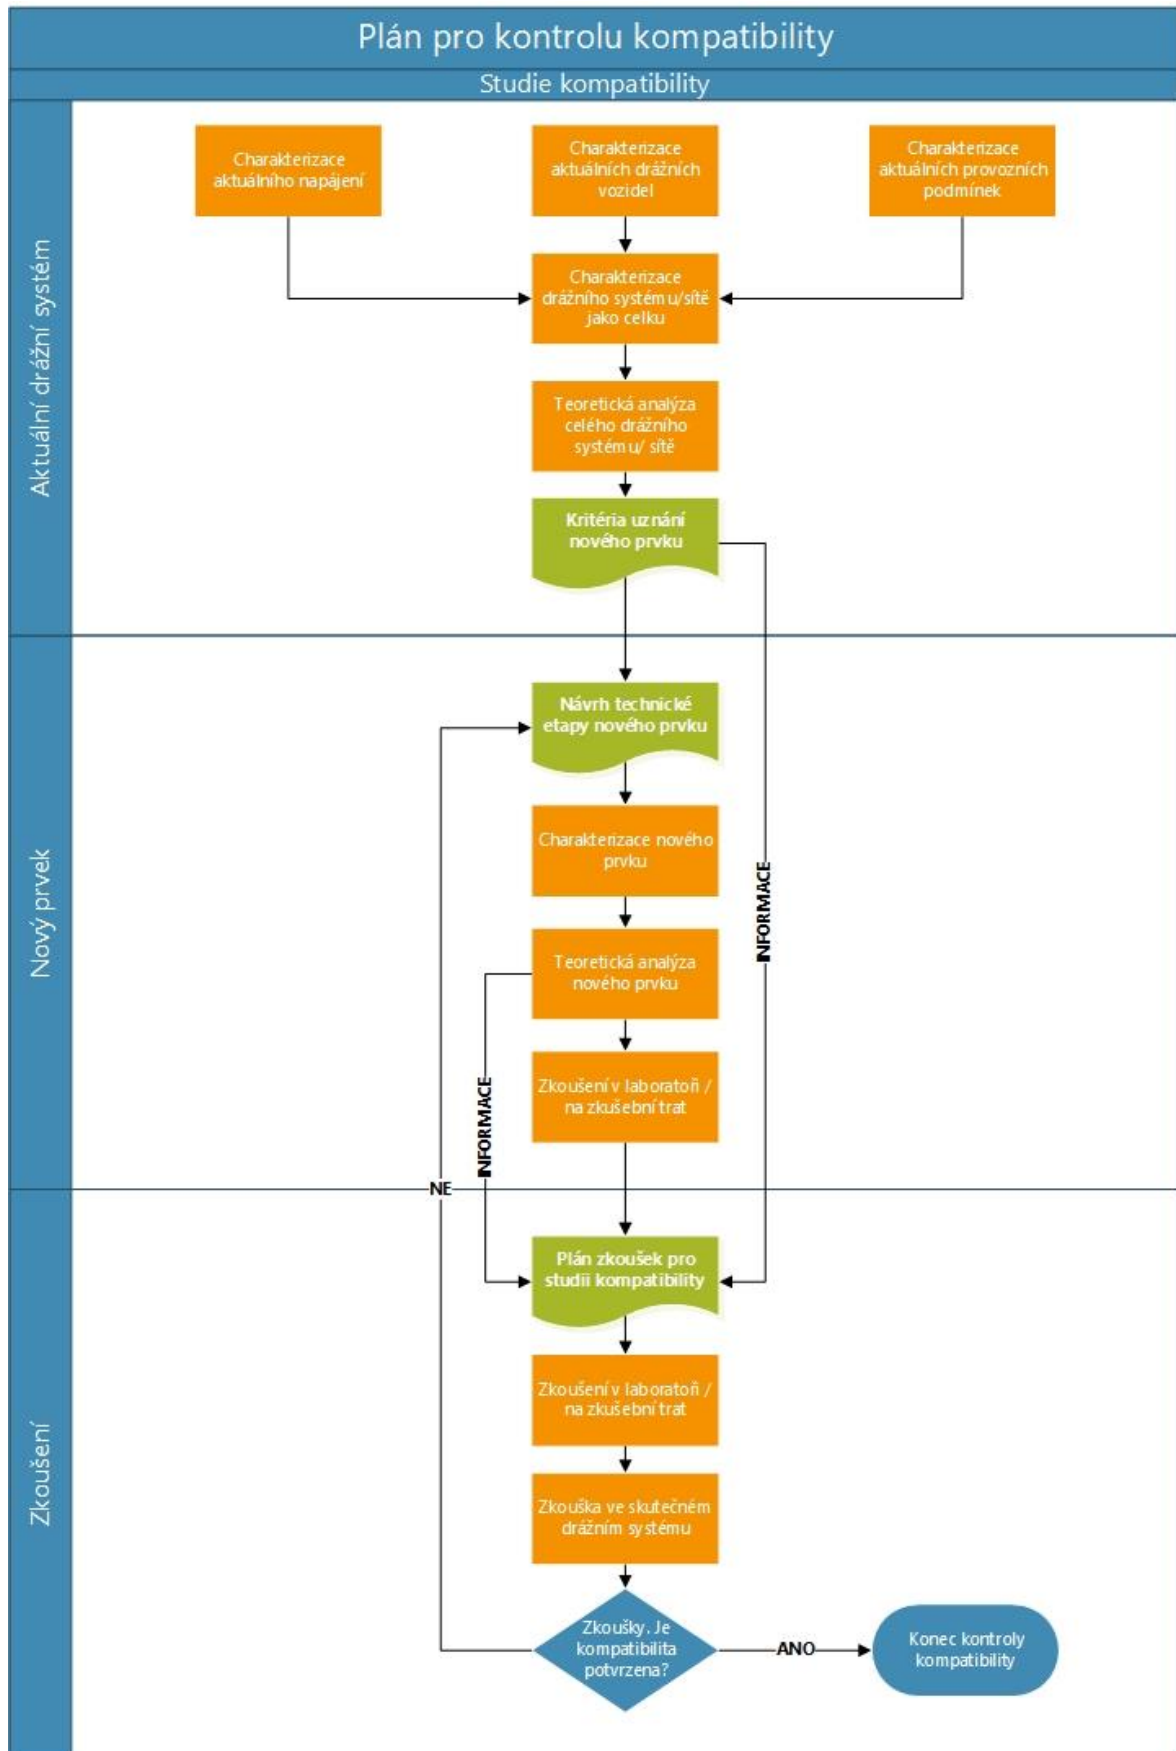 Plán pro kontrolu kompatibility
Studie kompatibility
Aktuální drážní systém
Charakterizace
aktuálního napájení
Charakterizace
aktuálních drážních
vozidel
Charakterizace
aktuálních provozních
podmínek
Charakterizace
drážního systému/sítě
jako celku
Teoretická analýza
celého drážního
systému/ sítě
Kritéria uznání
nového prvku
Nový prvek
Návrh technické
etapy nového prvku
Charakterizace nového
prvku
INFORMACE
Teoretická analýza
nového prvku
INFORMACE
Zkoušení v laboratoři /
na zkušební trat
NE
Zkoušení
Plán zkoušek pro
studii kompatibility
Zkoušení v laboratoři /
na zkušební trat
Zkouška ve skutečném
drážním systému
Zkoušky. Je
kompatibilita
potvrzena?
ANO
Konec kontroly
kompatibility